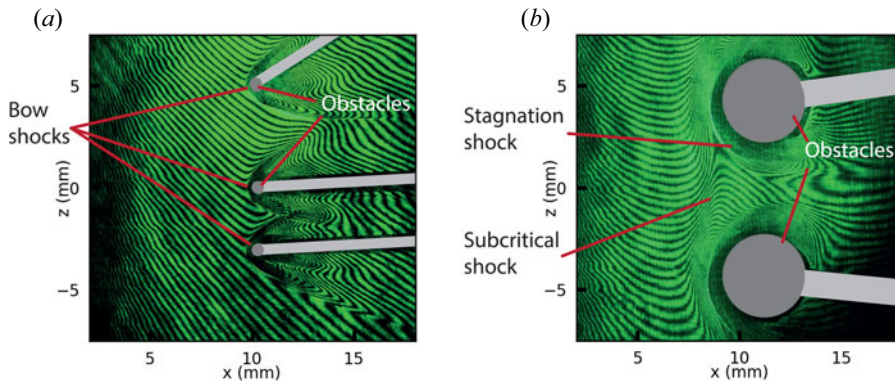 (a)
Bow
shocks
Obstacles
z (mm)
5
0
−5
5
10
15
x (mm)
(b)
Stagnation
shock
Obstacles
Subcritical
shock
z (mm)
5
0
−5
5
10
15
x (mm)